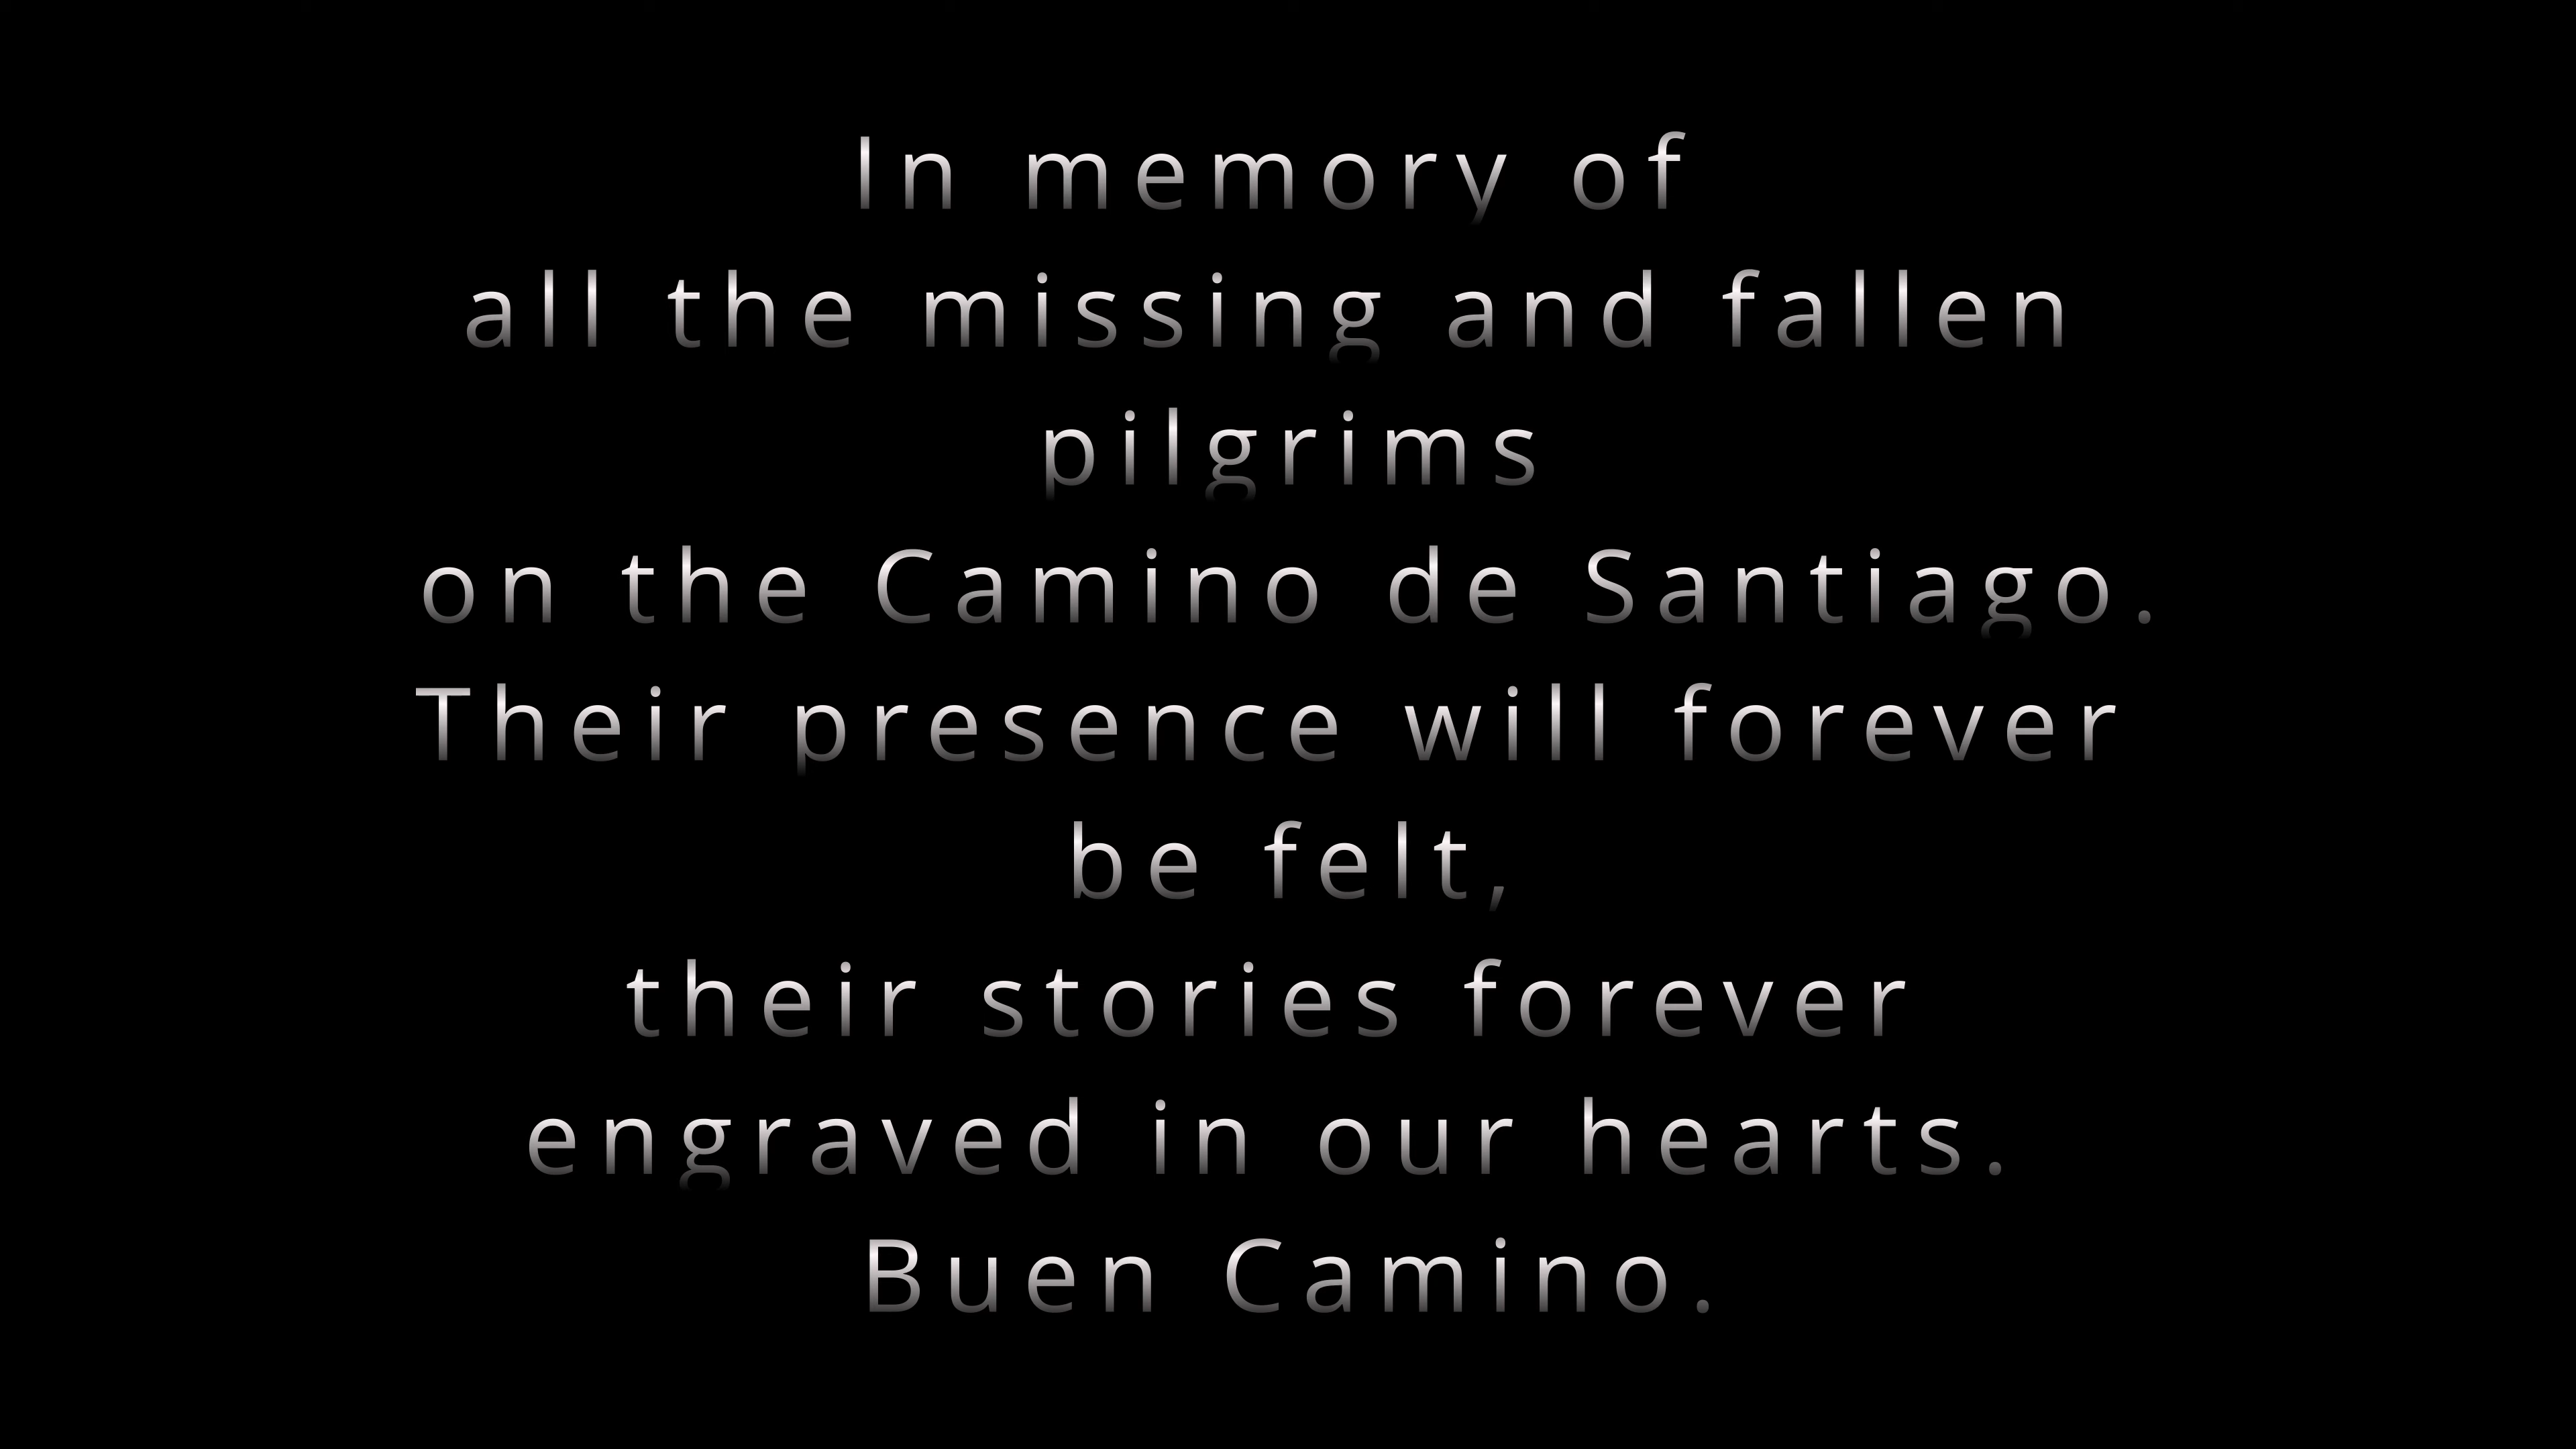 In memory of
all the missing and fallen
pilgrims
on the Camino de Santiago.
Their presence will forever
be felt,
their stories forever
engraved in our hearts.
Buen Camino.